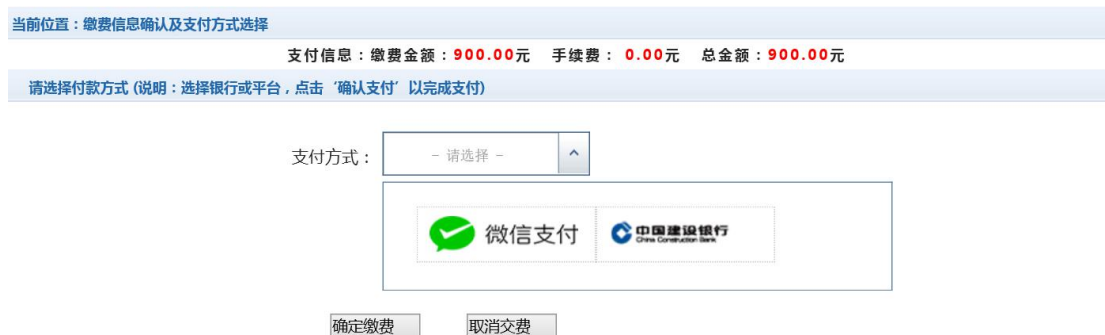 当前位置：缴费信息确认及支付方式选择
支付信息：缴费金额：900.00元 手续费： 0.00元 总金额：900.00元
请选择付款方式 (说明：选择银行或平台，点击‘确认支付’以完成支付)
支付方式： - 请选择 -
微信支付 中国建设银行
China Construction Bank
确定缴费 取消交费